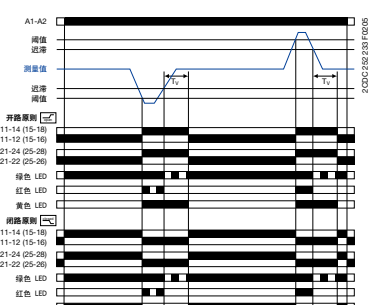 A1-A2
阈值
迟滞
测量值
迟滞
阈值
Tv
Tv
2CDC 252 233 F0205
开路原则
11-14 (15-18)
11-12 (15-16)
21-24 (25-28)
21-22 (25-26)
绿色 LED
红色 LED
黄色 LED
闭路原则
11-14 (15-18)
11-12 (15-16)
21-24 (25-28)
21-22 (25-26)
绿色 LED
红色 LED